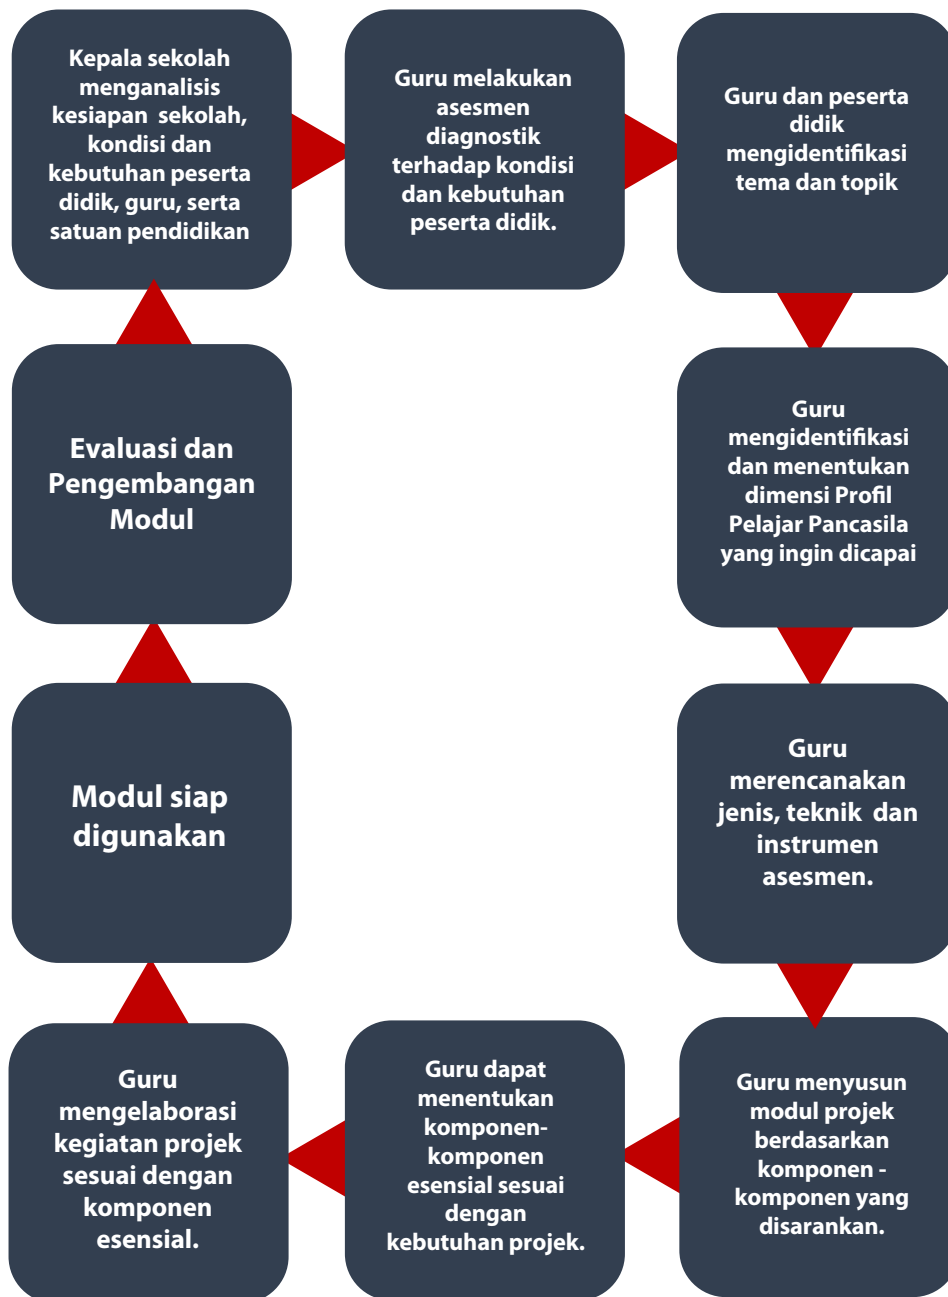 Kepala sekolah
menganalisis
kesiapan sekolah,
kondisi dan
kebutuhan peserta
didik, guru, serta
satuan pendidikan
Guru melakukan
asesmen
diagnostik
terhadap kondisi
dan kebutuhan
peserta didik.
Guru dan peserta
didik
mengidentifikasi
tema dan topik
Guru
mengidentifikasi
dan menentukan
dimensi Profil
Pelajar Pancasila
yang ingin dicapai
Guru
merencanakan
jenis, teknik dan
instrumen
asesmen.
Guru menyusun
modul projek
berdasarkan
komponen -
komponen yang
disarankan.
Guru dapat
menentukan
komponen-
komponen
esensial sesuai
dengan
kebutuhan projek.
Guru
mengelaborasi
kegiatan projek
sesuai dengan
komponen
esensial.
Modul siap
digunakan
Evaluasi dan
Pengembangan
Modul